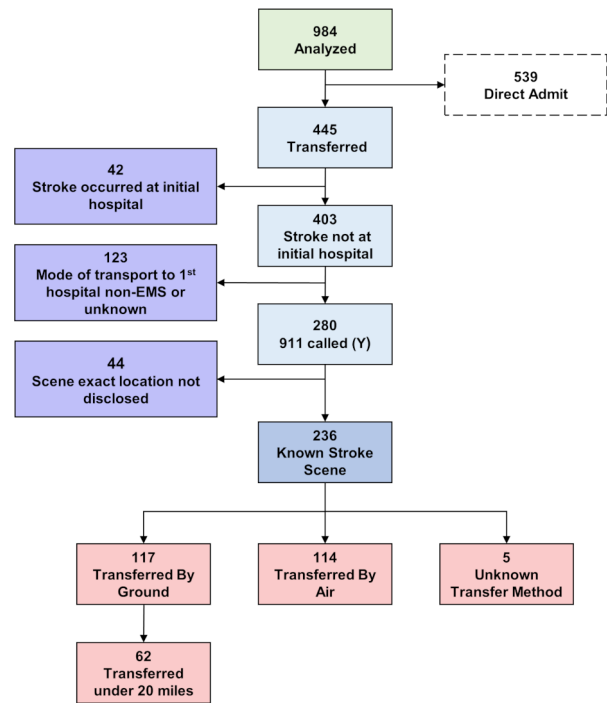 984
Analyzed
539
Direct Admit
445
Transferred
42
Stroke occurred at initial
hospital
403
Stroke not at
initial hospital
123
Mode of transport to 1st
hospital non-EMS or
unknown
280
911 called (Y)
44
Scene exact location not
disclosed
236
Known Stroke
Scene
117
Transferred By
Ground
114
Transferred By
Air
5
Unknown
Transfer Method
62
Transferred
under 20 miles